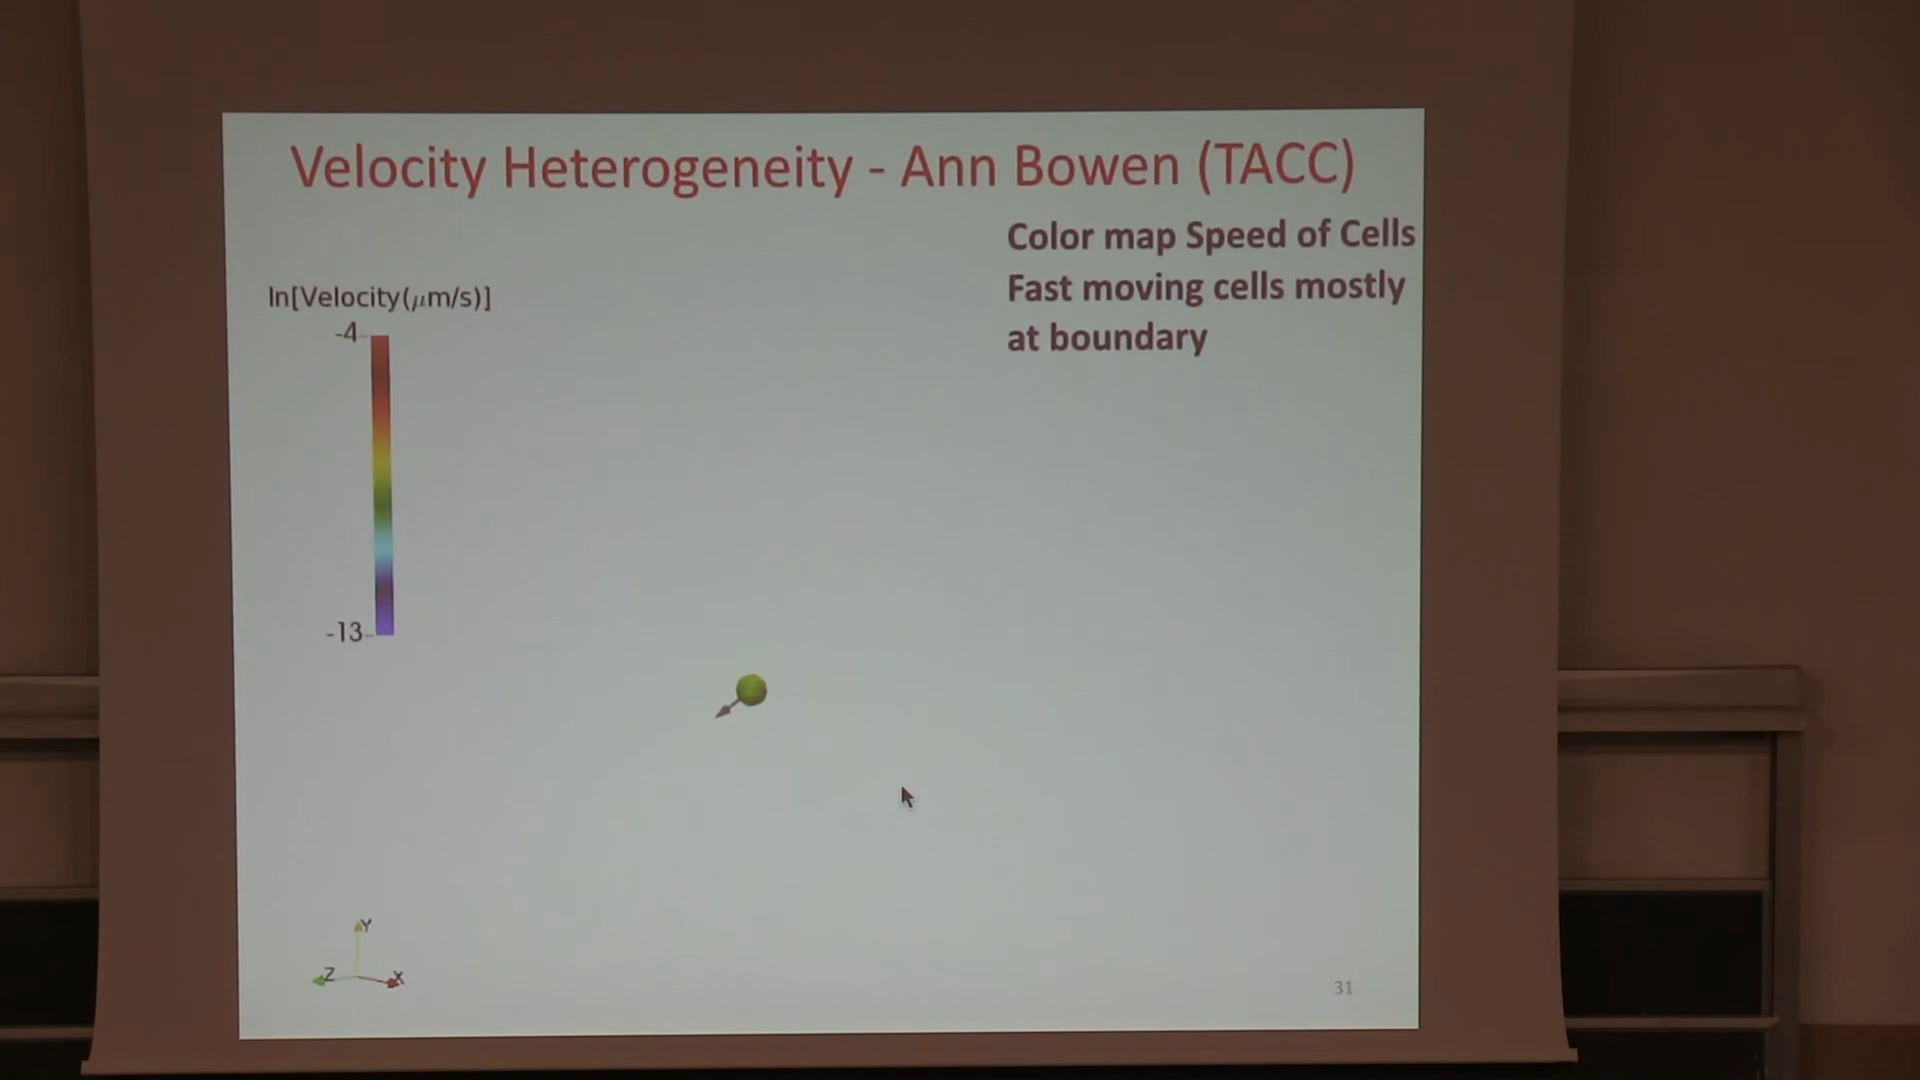 Velocity Heterogeneity - Ann Bowen (TACC)
Color map Speed of Cells
Fast moving cells mostly
at boundary
ln[Velocity(μm/s)]
-4
-13
Y
Z
X
31